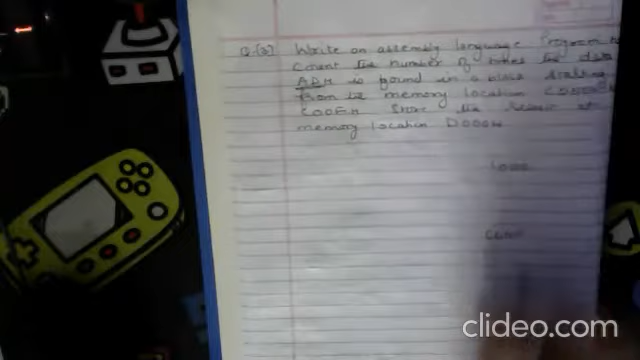 Q.(a) Write an assembly language Program to
count the number of times the data
ADH is found in a block starting
from the memory location
C00FH Store the Result at
memory location D000H
clideo.com